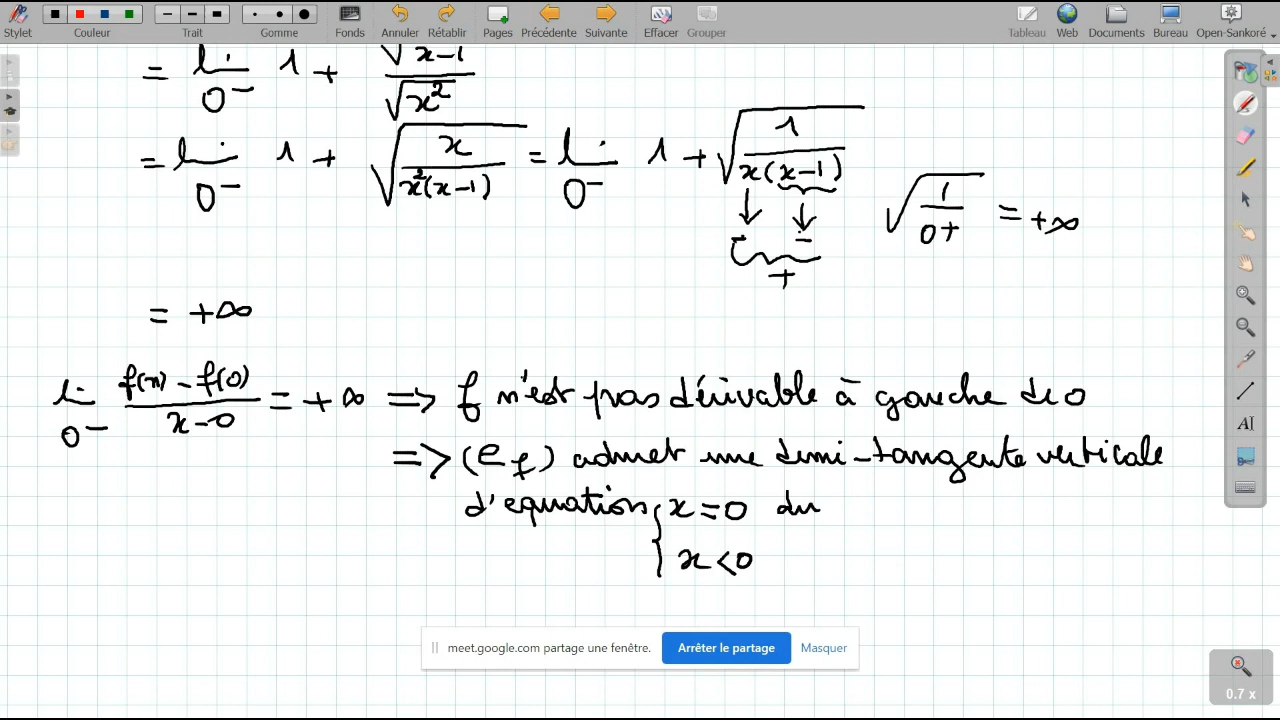 Stylet Couleur Trait Gomme Fonds Annuler Rétablir Pages Précédente Suivante Effacer Grouper Tableau Web Documents Bureau Open-Sankoré
= lim 0⁻ 1 + √(x-1) / √(x²)
= lim 0⁻ 1 + √(x / x²(x-1)) = lim 0⁻ 1 + √(1 / x(x-1))
- -
+
√(1 / 0+) = +∞
= +∞
lim 0⁻ f(x) - f(0) / x-0 = +∞ => f n'est pas dérivable à gauche de 0
=> (Cf) admet une demi-tangente verticale
d'equation { x = 0 du
x < 0
meet.google.com partage une fenêtre. Arrêter le partage Masquer
AI
0.7 x